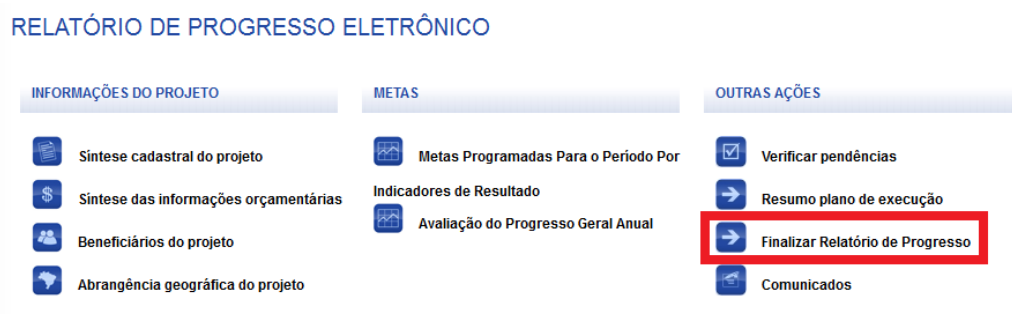 RELATÓRIO DE PROGRESSO ELETRÔNICO
INFORMAÇÕES DO PROJETO
Síntese cadastral do projeto
Síntese das informações orçamentárias
Beneficiários do projeto
Abrangência geográfica do projeto
METAS
Metas Programadas Para o Período Por
Indicadores de Resultado
Avaliação do Progresso Geral Anual
OUTRAS AÇÕES
Verificar pendências
Resumo plano de execução
Finalizar Relatório de Progresso
Comunicados